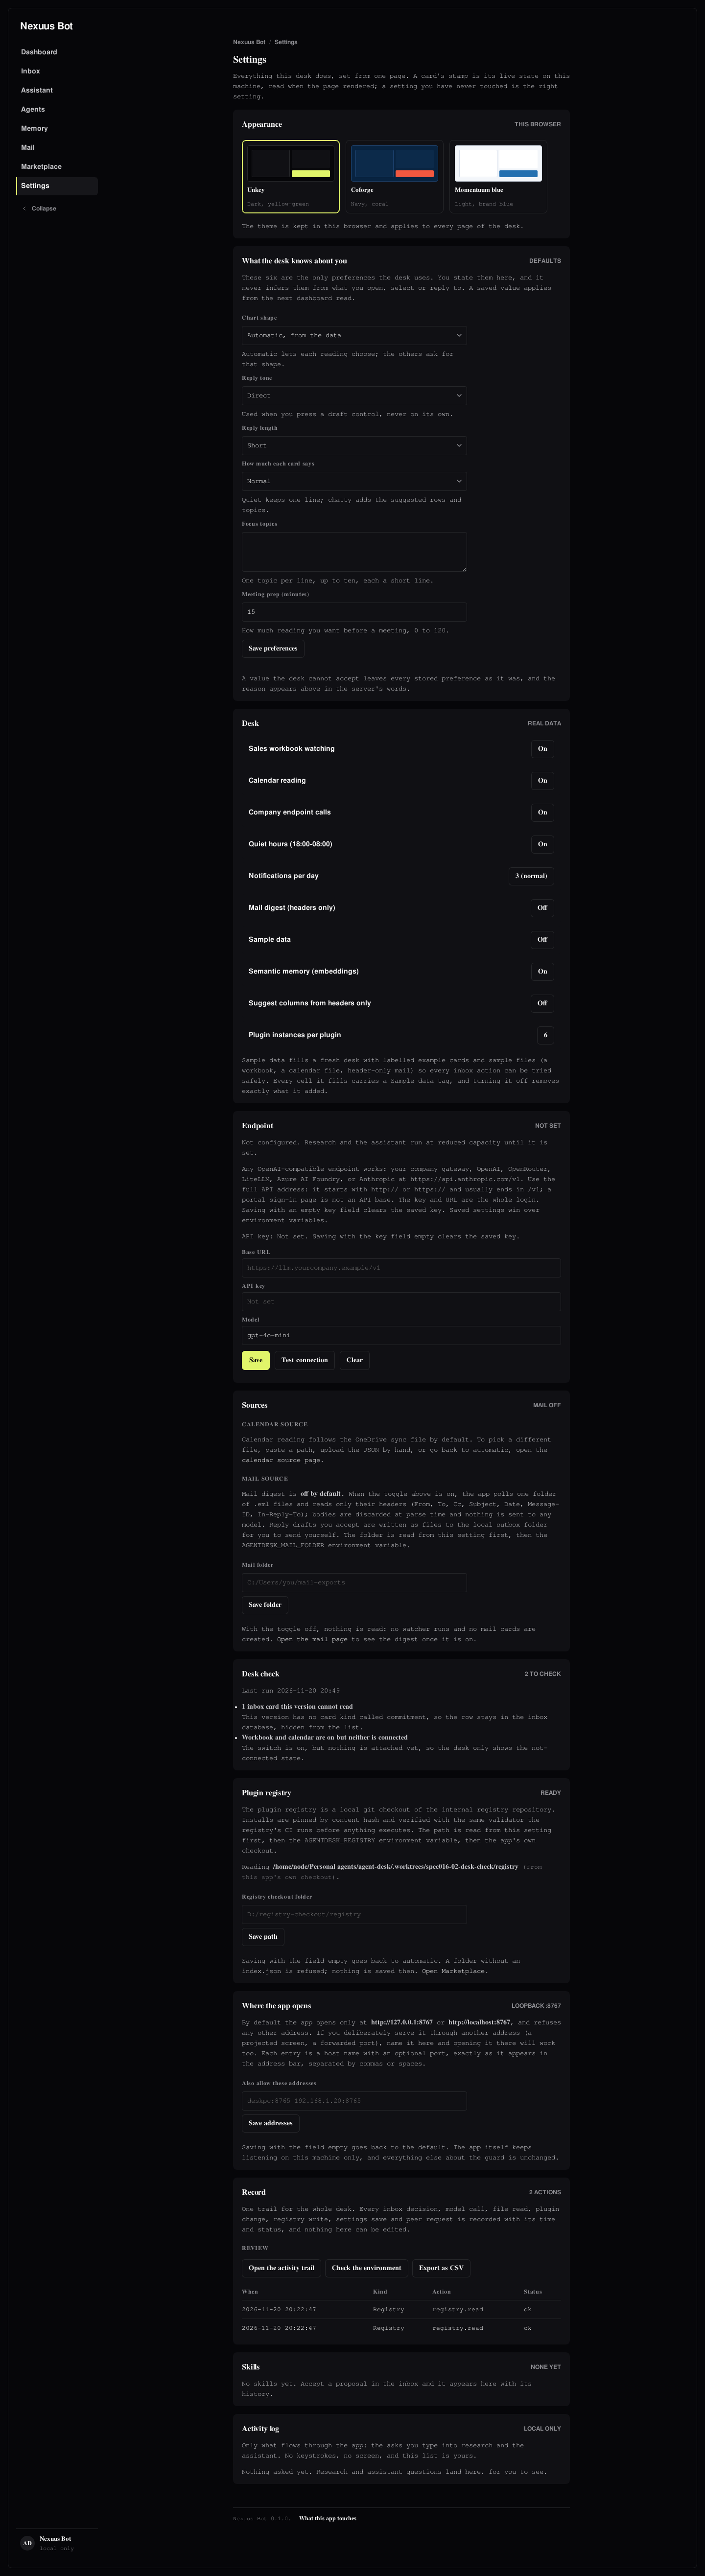 Nexuus Bot
Dashboard
Inbox
Assistant
Agents
Memory
Mail
Marketplace
Settings
Collapse
Nexuus Bot / Settings
Settings
Everything this desk does, set from one page. A card's stamp is its live state on this
machine, read when the page rendered; a setting you have never touched is the right
setting.
Appearance
THIS BROWSER
Unkey
Dark, yellow-green
Coforge
Navy, coral
Momentuum blue
Light, brand blue
The theme is kept in this browser and applies to every page of the desk.
What the desk knows about you
DEFAULTS
These six are the only preferences the desk uses. You state them here, and it
never infers them from what you open, select or reply to. A saved value applies
from the next dashboard read.
Chart shape
Automatic, from the data
Automatic lets each reading choose; the others ask for
that shape.
Reply tone
Direct
Used when you press a draft control, never on its own.
Reply length
Short
How much each card says
Normal
Quiet keeps one line; chatty adds the suggested rows and
topics.
Focus topics
One topic per line, up to ten, each a short line.
Meeting prep (minutes)
15
How much reading you want before a meeting, 0 to 120.
Save preferences
A value the desk cannot accept leaves every stored preference as it was, and the
reason appears above in the server's words.
Desk
REAL DATA
Sales workbook watching
On
Calendar reading
On
Company endpoint calls
On
Quiet hours (18:00-08:00)
On
Notifications per day
3 (normal)
Mail digest (headers only)
Off
Sample data
Off
Semantic memory (embeddings)
On
Suggest columns from headers only
Off
Plugin instances per plugin
6
Sample data fills a fresh desk with labelled example cards and sample files (a
workbook, a calendar file, header-only mail) so every inbox action can be tried
safely. Every cell it fills carries a Sample data tag, and turning it off removes
exactly what it added.
Endpoint
NOT SET
Not configured. Research and the assistant run at reduced capacity until it is
set.
Any OpenAI-compatible endpoint works: your company gateway, OpenAI, OpenRouter,
LiteLLM, Azure AI Foundry, or Anthropic at https://api.anthropic.com/v1. Use the
full API address: it starts with http:// or https:// and usually ends in /v1; a
portal sign-in page is not an API base. The key and URL are the whole login.
Saving with an empty key field clears the saved key. Saved settings win over
environment variables.
API key: Not set. Saving with the key field empty clears the saved key.
Base URL
https://llm.yourcompany.example/v1
API key
Not set
Model
gpt-4o-mini
Save
Test connection
Clear
Sources
MAIL OFF
CALENDAR SOURCE
Calendar reading follows the OneDrive sync file by default. To pick a different
file, paste a path, upload the JSON by hand, or go back to automatic, open the
calendar source page.
MAIL SOURCE
Mail digest is off by default. When the toggle above is on, the app polls one folder
of .eml files and reads only their headers (From, To, Cc, Subject, Date, Message-
ID, In-Reply-To); bodies are discarded at parse time and nothing is sent to any
model. Reply drafts you accept are written as files to the local outbox folder
for you to send yourself. The folder is read from this setting first, then the
AGENTDESK_MAIL_FOLDER environment variable.
Mail folder
C:/Users/you/mail-exports
Save folder
With the toggle off, nothing is read: no watcher runs and no mail cards are
created. Open the mail page to see the digest once it is on.
Desk check
2 TO CHECK
Last run 2026-11-20 20:49
1 inbox card this version cannot read
This version has no card kind called commitment, so the row stays in the inbox
database, hidden from the list.
Workbook and calendar are on but neither is connected
The switch is on, but nothing is attached yet, so the desk only shows the not-
connected state.
Plugin registry
READY
The plugin registry is a local git checkout of the internal registry repository.
Installs are pinned by content hash and verified with the same validator the
registry's CI runs before anything executes. The path is read from this setting
first, then the AGENTDESK_REGISTRY environment variable, then the app's own
checkout.
Reading /home/node/Personal agents/agent-desk/.worktrees/spec016-02-desk-check/registry (from
this app's own checkout).
Registry checkout folder
D:/registry-checkout/registry
Save path
Saving with the field empty goes back to automatic. A folder without an
index.json is refused; nothing is saved then. Open Marketplace.
Where the app opens
LOOPBACK :8767
By default the app opens only at http://127.0.0.1:8767 or http://localhost:8767, and refuses
any other address. If you deliberately serve it through another address (a
projected screen, a forwarded port), name it here and opening it there will work
too. Each entry is a host name with an optional port, exactly as it appears in
the address bar, separated by commas or spaces.
Also allow these addresses
deskpc:8765 192.168.1.20:8765
Save addresses
Saving with the field empty goes back to the default. The app itself keeps
listening on this machine only, and everything else about the guard is unchanged.
Record
2 ACTIONS
One trail for the whole desk. Every inbox decision, model call, file read, plugin
change, registry write, settings save and peer request is recorded with its time
and status, and nothing here can be edited.
REVIEW
Open the activity trail
Check the environment
Export as CSV
When Kind Action Status
2026-11-20 20:22:47 Registry registry.read ok
2026-11-20 20:22:47 Registry registry.read ok
Skills
NONE YET
No skills yet. Accept a proposal in the inbox and it appears here with its
history.
Activity log
LOCAL ONLY
Only what flows through the app: the asks you type into research and the
assistant. No keystrokes, no screen, and this list is yours.
Nothing asked yet. Research and assistant questions land here, for you to see.
Nexuus Bot 0.1.0. What this app touches
AD
Nexuus Bot
local only